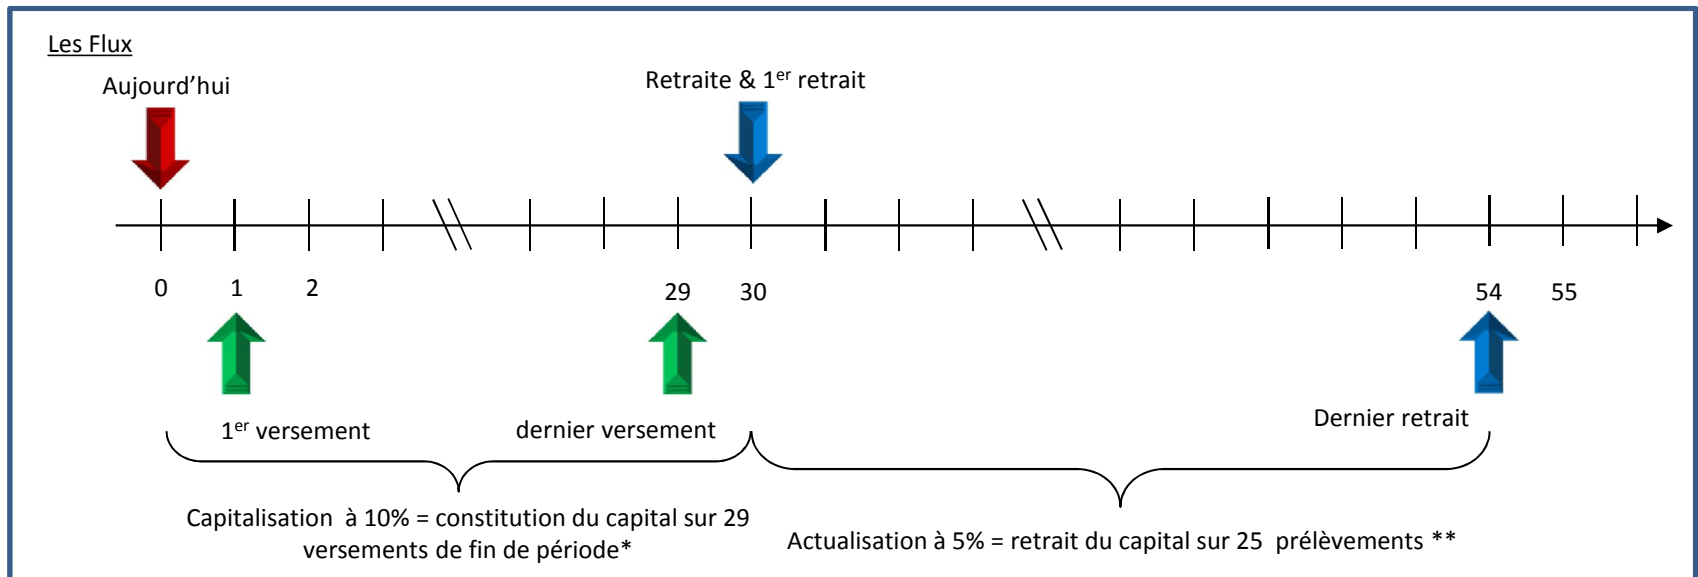 Les Flux
Aujourd’hui
Retraite & 1er retrait
0 1 2 29 30 54 55
1er versement
dernier versement
Dernier retrait
Capitalisation à 10% = constitution du capital sur 29
versements de fin de période*
Actualisation à 5% = retrait du capital sur 25 prélèvements **